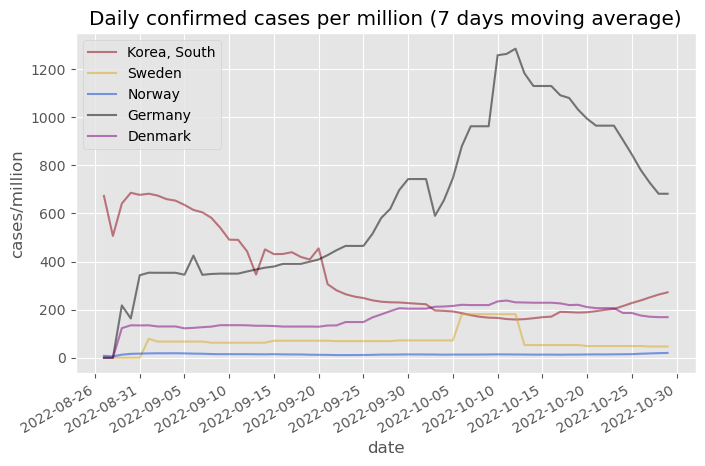 Daily confirmed cases per million (7 days moving average)
Korea, South
Sweden
Norway
Germany
Denmark
cases/million
1200
1000
800
600
400
200
0
2022-08-26
2022-08-31
2022-09-05
2022-09-10
2022-09-15
2022-09-20
2022-09-25
2022-09-30
2022-10-05
2022-10-10
2022-10-15
2022-10-20
2022-10-25
2022-10-30
date